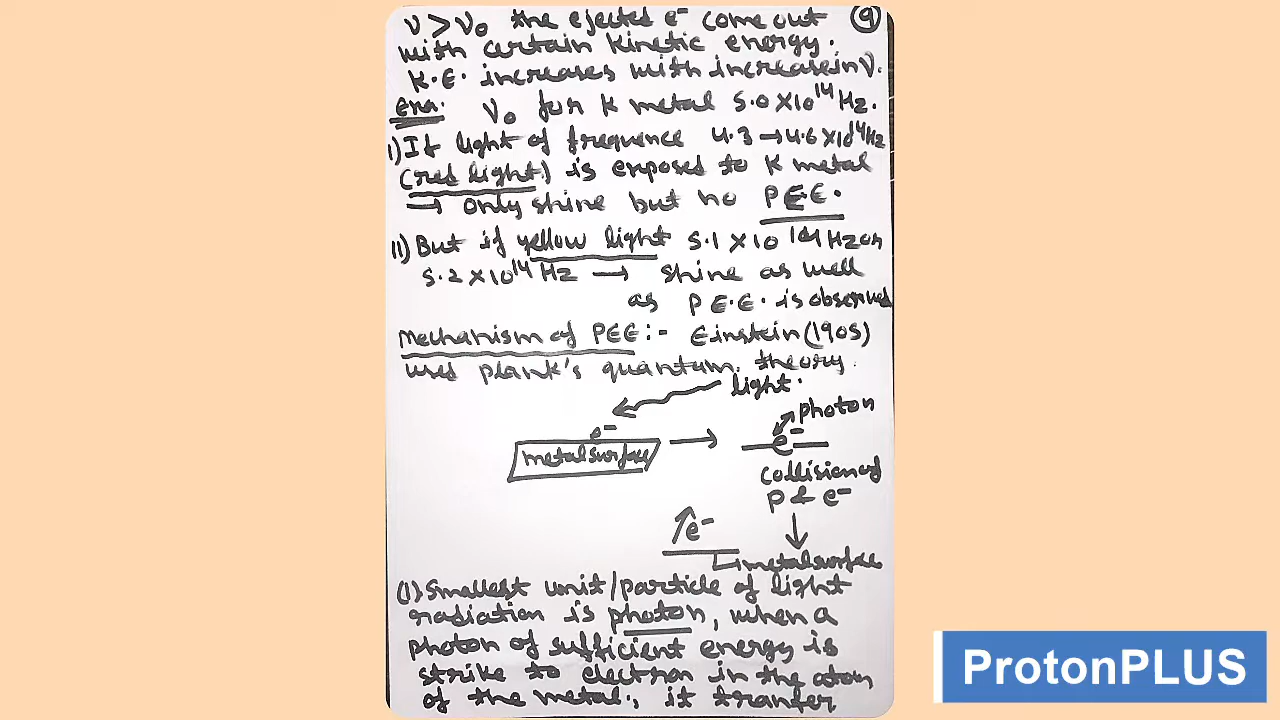 ν > ν₀ the ejected e⁻ come out ⑨
with certain kinetic energy.
K.E. increases with increase in ν.
exa. ν₀ for K metal 5.0 × 10¹⁴ Hz.
I) If light of frequence 4.3 → 4.6 × 10¹⁴ Hz
(red light) is exposed to K metal
→ only shine but no P.E.E.
II) But if yellow light 5.1 × 10¹⁴ Hz or
5.2 × 10¹⁴ Hz → shine as well
as P.E.E. is observed
Mechanism of PEE :- Einstein (1905)
used plank's quantum theory.
light.
photon
e⁻
e⁻
metal surface
collision of
P & e⁻
e⁻
metal surface
(1) Smallest unit/particle of light
radiation is photon, when a
photon of sufficient energy is
strike to electron in the atom
of the metal, it tranfer
ProtonPLUS